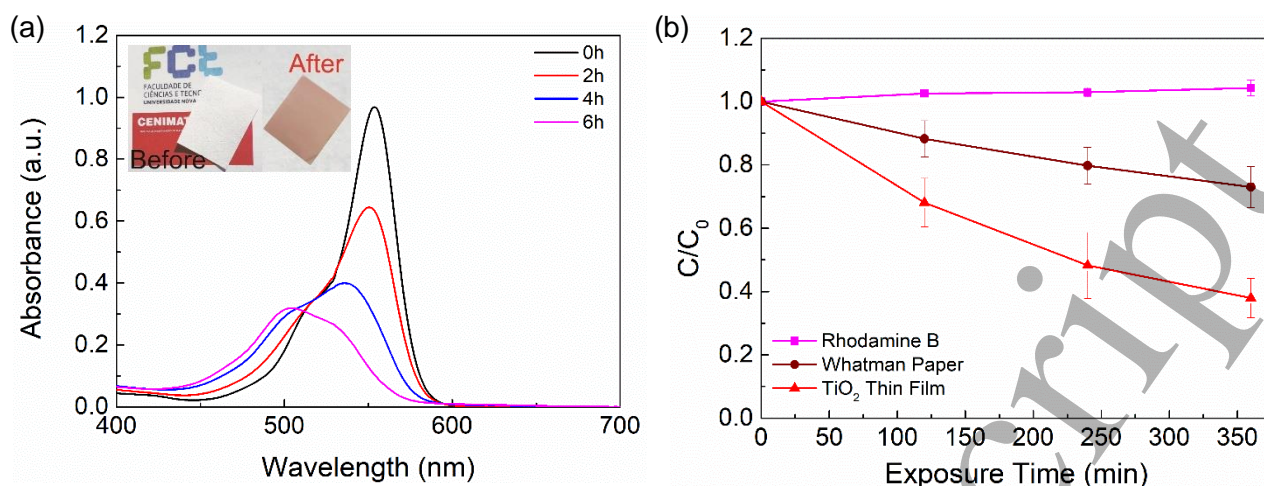 (a)
1.2
1.0
0.8
0.6
0.4
0.2
0.0
Absorbance (a.u.)
400
500
600
700
Wavelength (nm)
0h
2h
4h
6h
FCT
FACULDADE DE
CIÊNCIAS E TECN
UNIVERSIDADE NOVA
CENIMAT
Before
After
(b)
1.2
1.0
0.8
0.6
0.4
0.2
0.0
C/C₀
0
50
100
150
200
250
300
350
Exposure Time (min)
Rhodamine B
Whatman Paper
TiO₂ Thin Film
cript